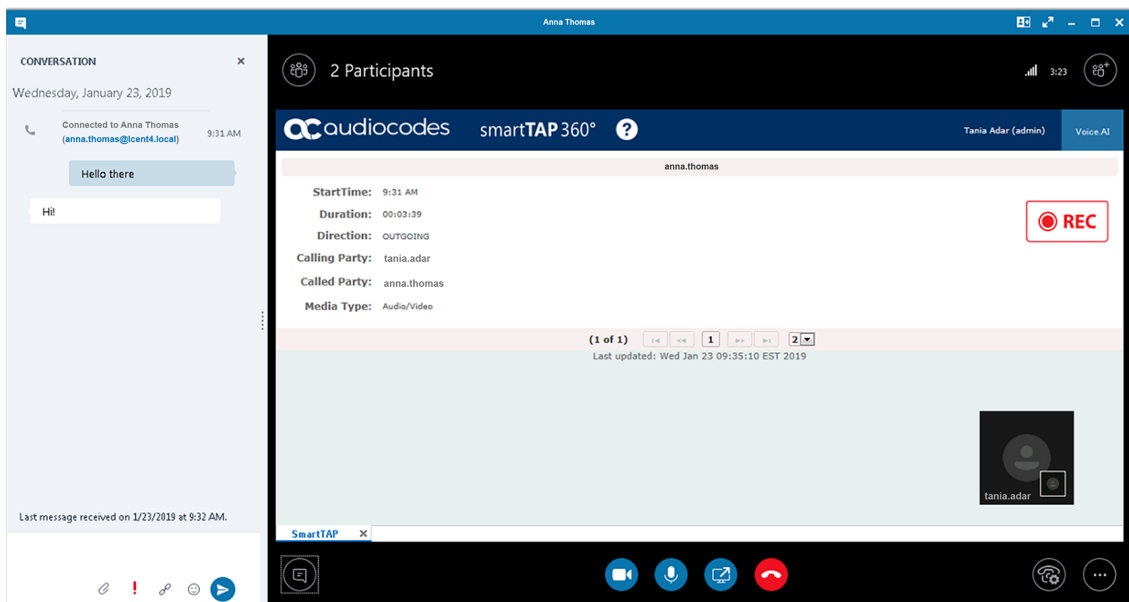 Anna Thomas
CONVERSATION
Wednesday, January 23, 2019
Connected to Anna Thomas
(anna.thomas@lcent4.local)
9:31 AM
Hello there
Hi!
Last message received on 1/23/2019 at 9:32 AM.
2 Participants
3:23
audiocodes smartTAP 360° ?
Tania Adar (admin)
Voice.AI
anna.thomas
StartTime: 9:31 AM
Duration: 00:03:39
Direction: OUTGOING
Calling Party: tania.adar
Called Party: anna.thomas
Media Type: Audio/Video
REC
(1 of 1) 1 2
Last updated: Wed Jan 23 09:35:10 EST 2019
tania.adar
SmartTAP